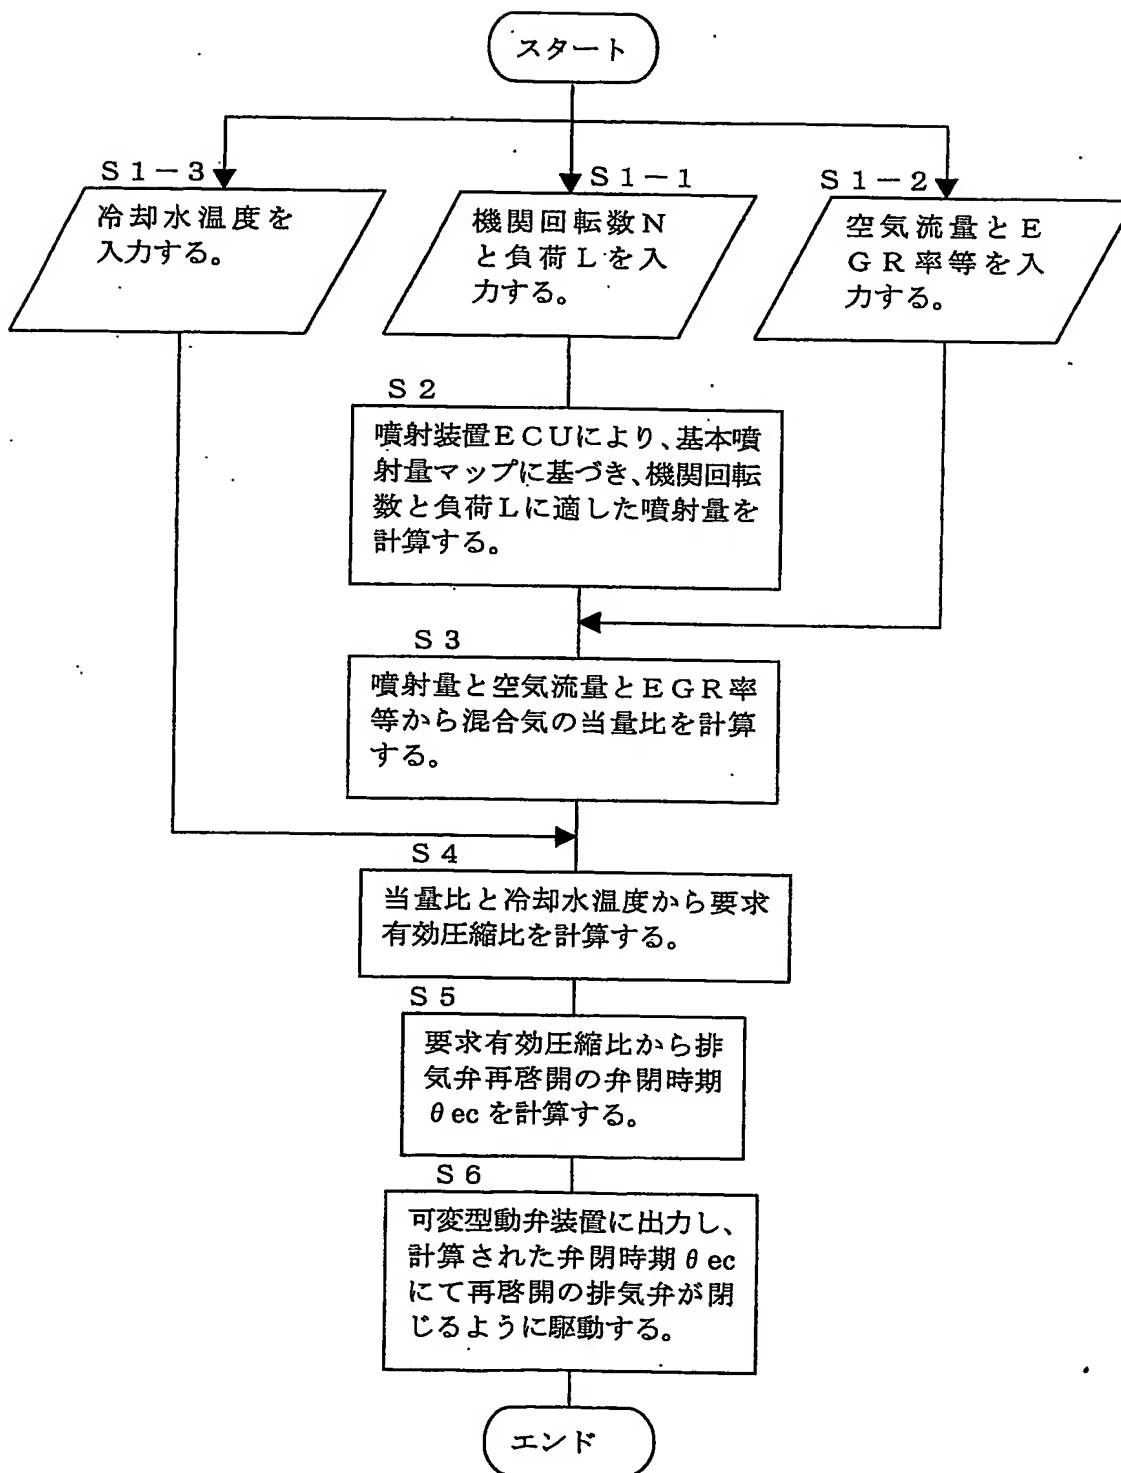 スタート
S1-3
冷却水温度を
入力する。
S1-1
機関回転数N
と負荷Lを入
力する。
S1-2
空気流量とE
GR率等を入
力する。
S2
噴射装置ECUにより、基本噴
射量マップに基づき、機関回転
数と負荷Lに適した噴射量を
計算する。
S3
噴射量と空気流量とEGR率
等から混合気の当量比を計算
する。
S4
当量比と冷却水温度から要求
有効圧縮比を計算する。
S5
要求有効圧縮比から排
気弁再啓開の弁閉時期
θecを計算する。
S6
可変型動弁装置に出力し、
計算された弁閉時期θec
にて再啓開の排気弁が閉
じるように駆動する。
エンド